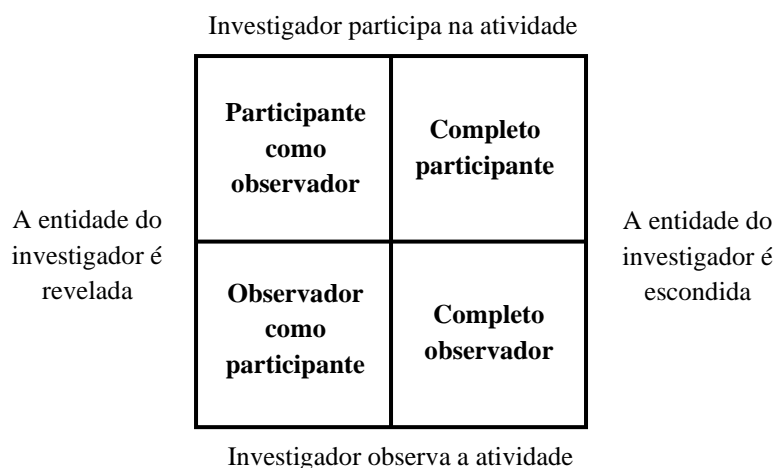 Investigador participa na atividade
Participante
como
observador
Completo
participante
A entidade do
investigador é
revelada
A entidade do
investigador é
escondida
Observador
como
participante
Completo
observador
Investigador observa a atividade